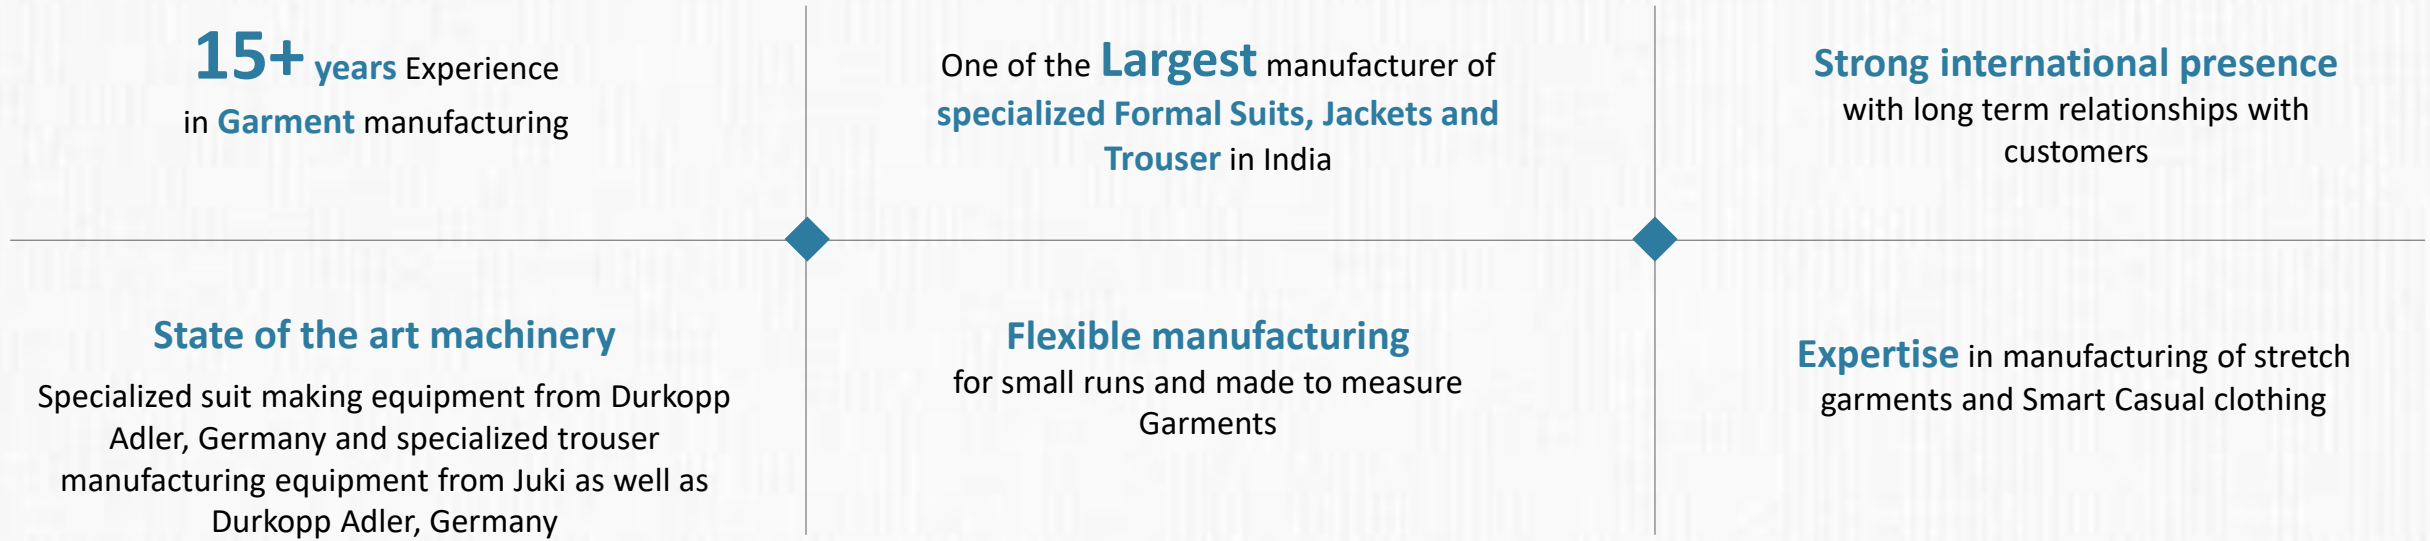 15+ years Experience
in Garment manufacturing
One of the Largest manufacturer of
specialized Formal Suits, Jackets and
Trouser in India
Strong international presence
with long term relationships with
customers
State of the art machinery
Specialized suit making equipment from Durkopp
Adler, Germany and specialized trouser
manufacturing equipment from Juki as well as
Durkopp Adler, Germany
Flexible manufacturing
for small runs and made to measure
Garments
Expertise in manufacturing of stretch
garments and Smart Casual clothing